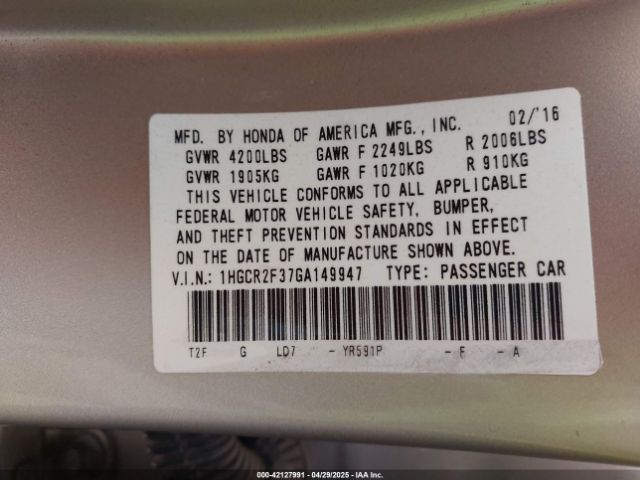 MFD. BY HONDA OF AMERICA MFG., INC. 02/'16
GVWR 4200LBS GAWR F 2249LBS R 2006LBS
GVWR 1905KG GAWR F 1020KG R 910KG
THIS VEHICLE CONFORMS TO ALL APPLICABLE
FEDERAL MOTOR VEHICLE SAFETY, BUMPER,
AND THEFT PREVENTION STANDARDS IN EFFECT
ON THE DATE OF MANUFACTURE SHOWN ABOVE.
V.I.N.: 1HGCR2F37GA149947 TYPE: PASSENGER CAR
T2F G LD7 - YR591P - E - A
000-42127991 - 04/29/2025 - IAA Inc.